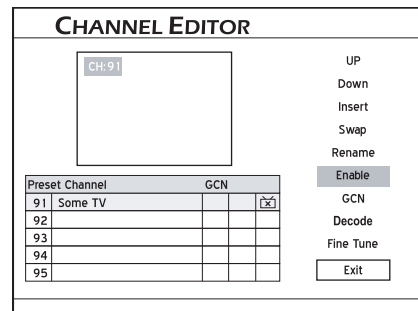 CHANNEL EDITOR
CH:91
Preset Channel GCN
91 Some TV
92
93
94
95
UP
Down
Insert
Swap
Rename
Enable
GCN
Decode
Fine Tune
Exit